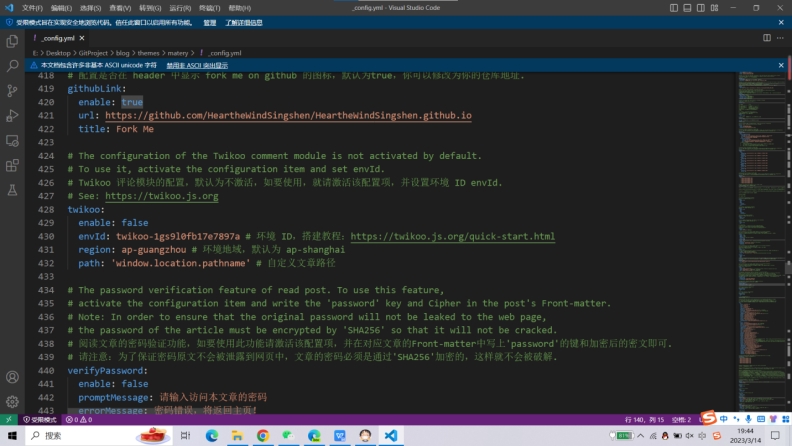 文件(F) 编辑(E) 选择(S) 查看(V) 转到(G) 运行(R) 终端(T) 帮助(H) _config.yml - Visual Studio Code
受限模式旨在实现安全地浏览代码。信任此窗口以启用所有功能。 管理 了解详细信息
! _config.yml ×
E: > Desktop > GitProject > blog > themes > matery > ! _config.yml
本文档包含许多非基本 ASCII unicode 字符 禁用非 ASCII 突出显示
418 # 配置是否在 header 中显示 fork me on github 的图标，默认为true，你可以修改为你的仓库地址.
419 githubLink:
420 enable: true
421 url: https://github.com/HeartheWindSingshen/HeartheWindSingshen.github.io
422 title: Fork Me
423
424 # The configuration of the Twikoo comment module is not activated by default.
425 # To use it, activate the configuration item and set envId.
426 # Twikoo 评论模块的配置，默认为不激活，如要使用，就请激活该配置项，并设置环境 ID envId.
427 # See: https://twikoo.js.org
428 twikoo:
429 enable: false
430 envId: twikoo-1gs9l0fb17e7897a # 环境 ID，搭建教程：https://twikoo.js.org/quick-start.html
431 region: ap-guangzhou # 环境地域，默认为 ap-shanghai
432 path: 'window.location.pathname' # 自定义文章路径
433
434 # The password verification feature of read post. To use this feature,
435 # activate the configuration item and write the 'password' key and Cipher in the post's Front-matter.
436 # Note: In order to ensure that the original password will not be leaked to the web page,
437 # the password of the article must be encrypted by 'SHA256' so that it will not be cracked.
438 # 阅读文章的密码验证功能，如要使用此功能请激活该配置项，并在对应文章的Front-matter中写上'password'的键和加密后的密文即可.
439 # 请注意：为了保证密码原文不会被泄露到网页中，文章的密码必须是通过'SHA256'加密的，这样就不会被破解.
440 verifyPassword:
441 enable: false
442 promptMessage: 请输入访问本文章的密码
443 errorMessage: 密码错误，将返回主页！
受限模式 0 0 行 140，列 15 空格: 2
中
搜索 81% 19:44
2023/3/14